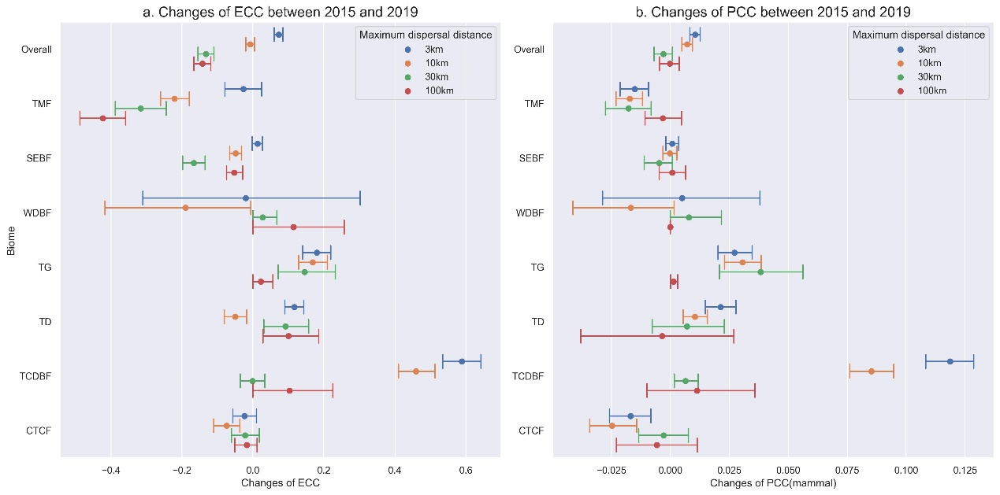 a. Changes of ECC between 2015 and 2019
Maximum dispersal distance
3km
10km
30km
100km
Biome
Overall
TMF
SEBF
WDBF
TG
TD
TCDBF
CTCF
−0.4 −0.2 0.0 0.2 0.4 0.6
Changes of ECC
b. Changes of PCC between 2015 and 2019
Maximum dispersal distance
3km
10km
30km
100km
Overall
TMF
SEBF
WDBF
TG
TD
TCDBF
CTCF
−0.025 0.000 0.025 0.050 0.075 0.100 0.125
Changes of PCC(mammal)